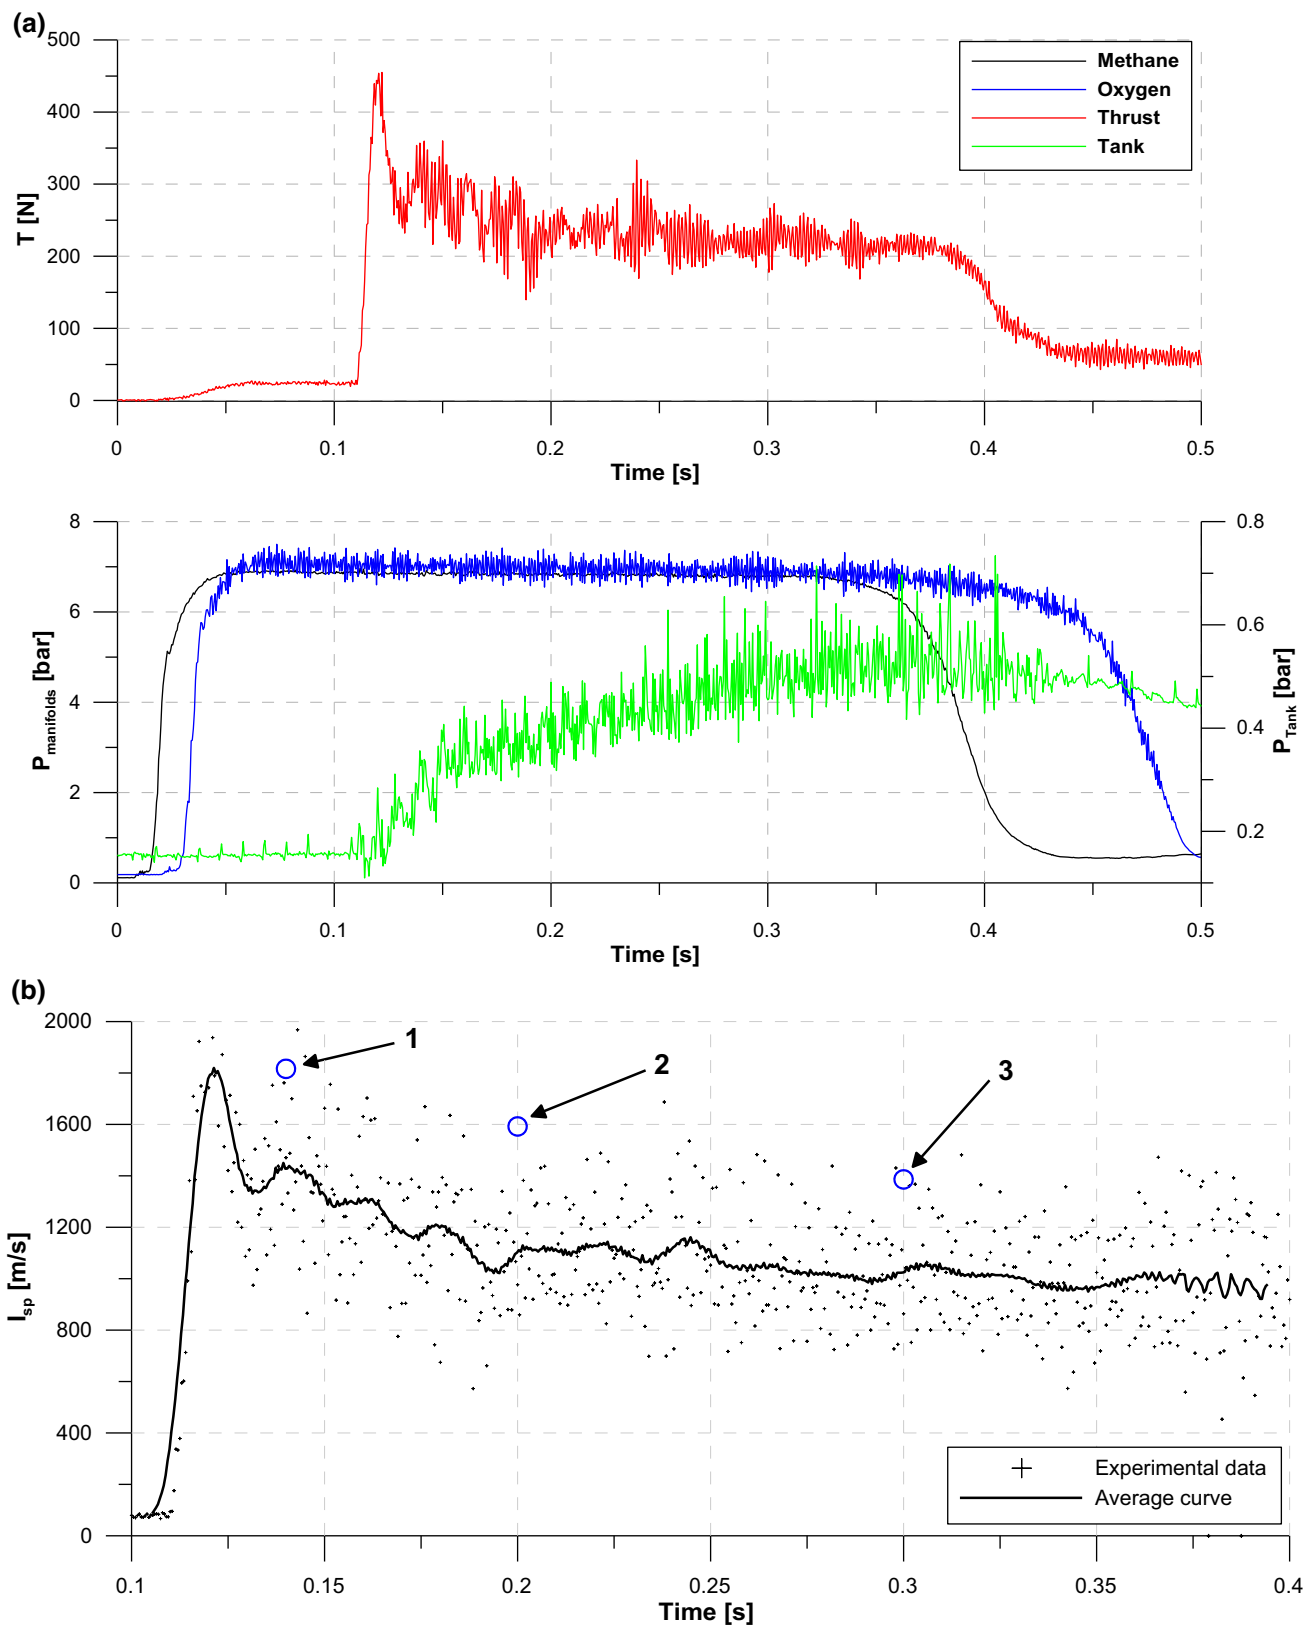 (a)
500
400
300
200
100
0
T [N]
Methane
Oxygen
Thrust
Tank
0 0.1 0.2 0.3 0.4 0.5
Time [s]
8
6
4
2
0
P_manifolds [bar]
0.8
0.6
0.4
0.2
P_Tank [bar]
0 0.1 0.2 0.3 0.4 0.5
Time [s]
(b)
2000
1600
1200
800
400
0
I_sp [m/s]
1
2
3
Experimental data
Average curve
0.1 0.15 0.2 0.25 0.3 0.35 0.4
Time [s]